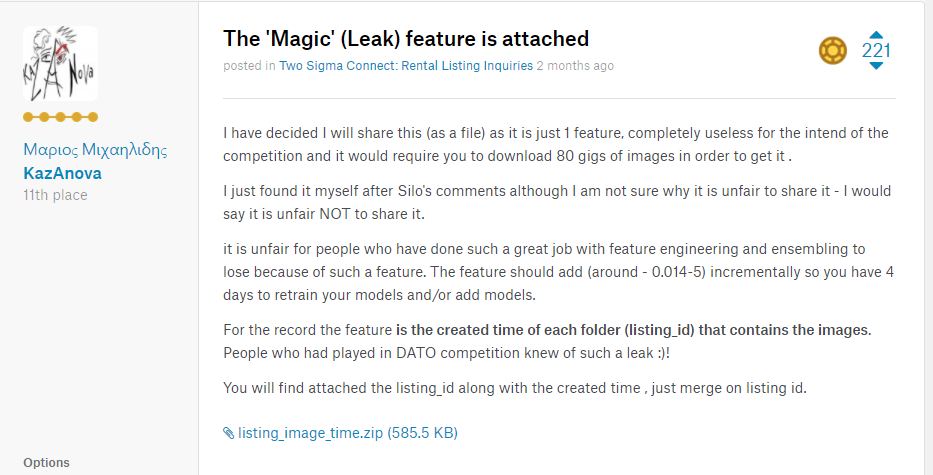 The 'Magic' (Leak) feature is attached
posted in Two Sigma Connect: Rental Listing Inquiries 2 months ago
221
KAZ
A
Nova
Μαριος Μιχαηλιδης
KazAnova
11th place
I have decided I will share this (as a file) as it is just 1 feature, completely useless for the intend of the
competition and it would require you to download 80 gigs of images in order to get it .
I just found it myself after Silo's comments although I am not sure why it is unfair to share it - I would
say it is unfair NOT to share it.
it is unfair for people who have done such a great job with feature engineering and ensembling to
lose because of such a feature. The feature should add (around - 0.014-5) incrementally so you have 4
days to retrain your models and/or add models.
For the record the feature is the created time of each folder (listing_id) that contains the images.
People who had played in DATO competition knew of such a leak :)!
You will find attached the listing_id along with the created time , just merge on listing id.
listing_image_time.zip (585.5 KB)
Options